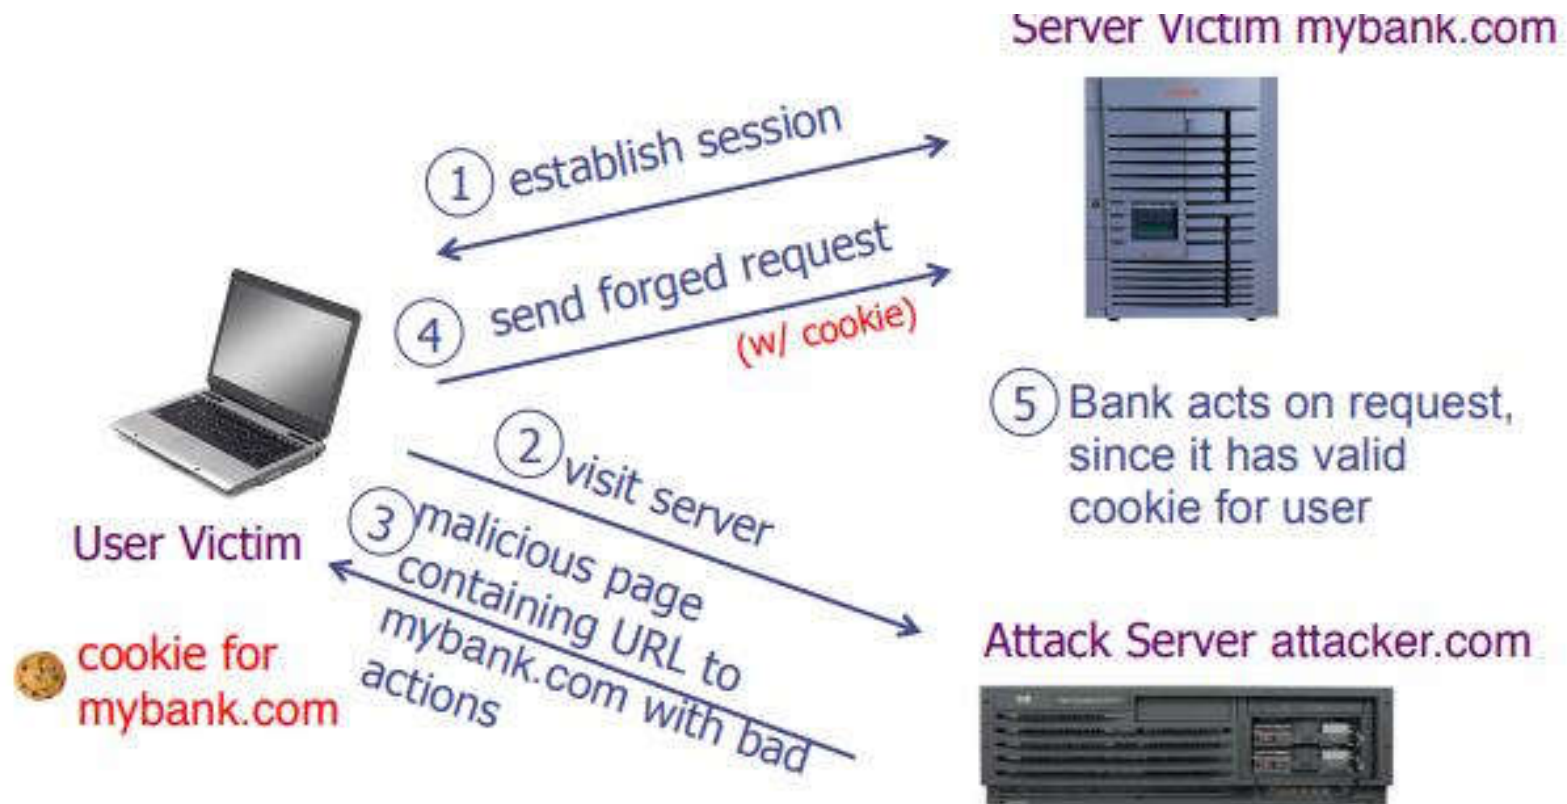 Server Victim mybank.com
1 establish session
4 send forged request
(w/ cookie)
5 Bank acts on request,
since it has valid
cookie for user
2 visit server
3 malicious page
containing URL to
mybank.com with bad
actions
User Victim
cookie for
mybank.com
Attack Server attacker.com